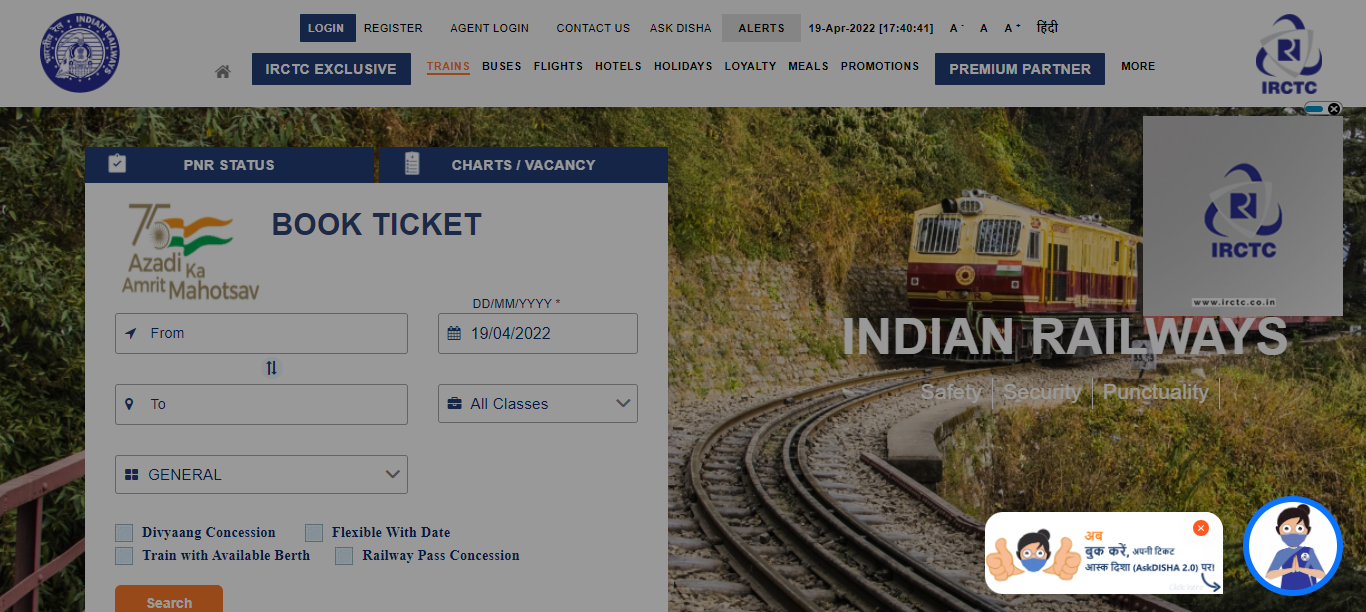 LOGIN REGISTER AGENT LOGIN CONTACT US ASK DISHA ALERTS 19-Apr-2022 [17:40:41] A - A A + हिंदी
IRCTC EXCLUSIVE TRAINS BUSES FLIGHTS HOTELS HOLIDAYS LOYALTY MEALS PROMOTIONS PREMIUM PARTNER MORE
भारतीय रेल INDIAN RAILWAYS
IRCTC
PNR STATUS CHARTS / VACANCY
75
Azadi Ka
Amrit Mahotsav
BOOK TICKET
DD/MM/YYYY *
From 19/04/2022
To All Classes
GENERAL
Divyaang Concession Flexible With Date
Train with Available Berth Railway Pass Concession
Search
IRCTC
www.irctc.co.in
INDIAN RAILWAYS
Safety Security Punctuality
अब
बुक करें, अपनी टिकट
आस्क दिशा (AskDISHA 2.0) पर!